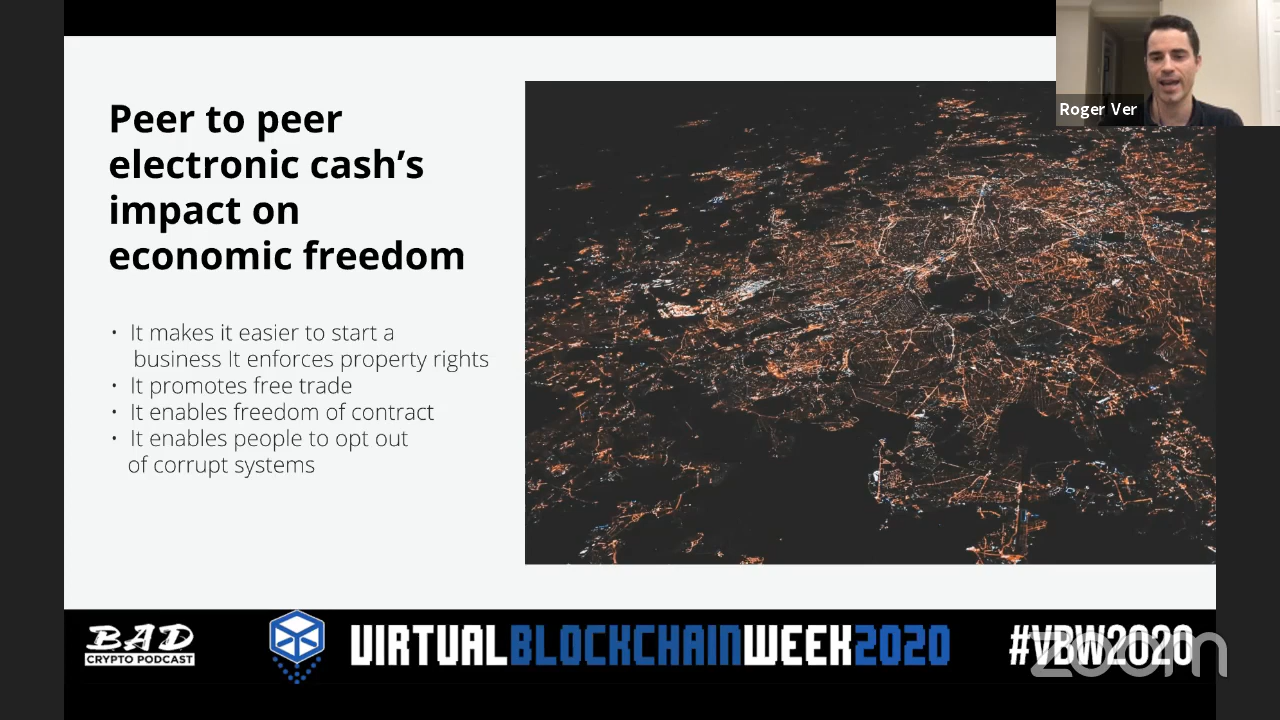 Roger Ver
Peer to peer
electronic cash’s
impact on
economic freedom
• It makes it easier to start a
business It enforces property rights
• It promotes free trade
• It enables freedom of contract
• It enables people to opt out
of corrupt systems
BAD
CRYPTO PODCAST
VIRTUALBLOCKCHAINWEEK2020
#VBW2020
zoom